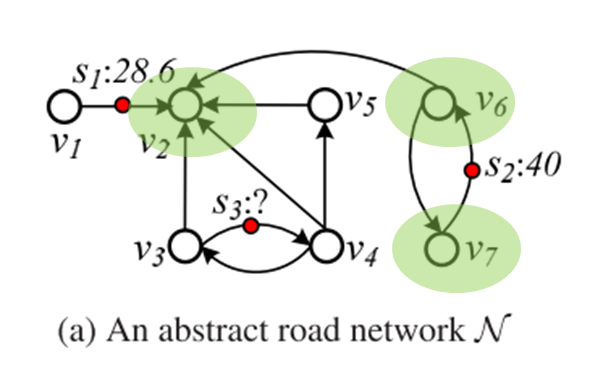 s1:28.6
v1
v2
v5
v6
s2:40
s3:?
v3
v4
v7
(a) An abstract road network N